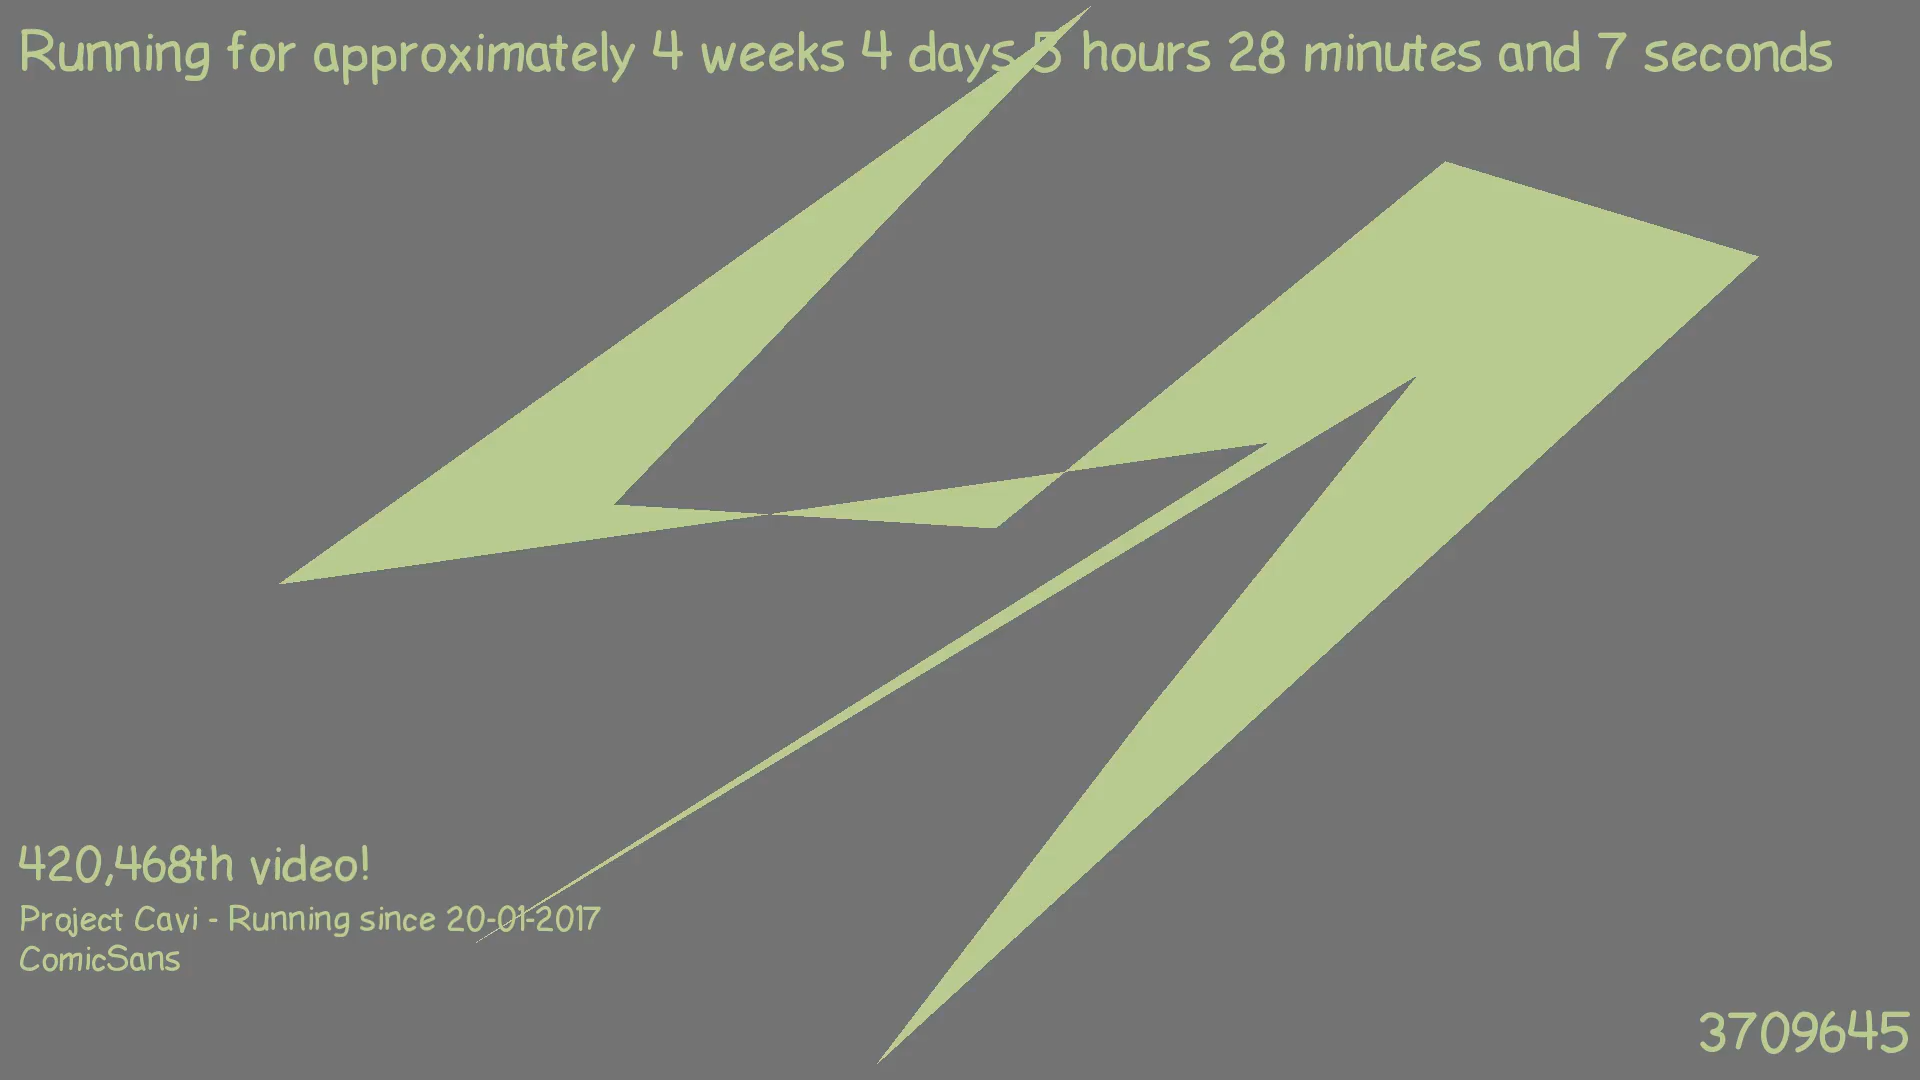 Running for approximately 4 weeks 4 days 5 hours 28 minutes and 7 seconds
420,468th video!
Project Cavi - Running since 20-01-2017
ComicSans
3709645